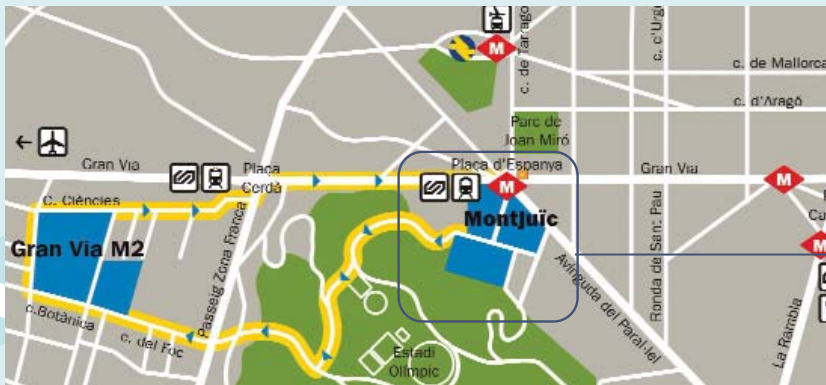 c. de Tarrago
c. d'Urg
M
c. de Mallorca
c. d'Aragó
Parc de
Joan Miró
Gran Via
Plaça
Cerdà
Plaça d'Espanya
M
Gran Via
M
C. Ciències
Montjuïc
Gran Via M2
Passeig Zona Franca
Ronda de Sant Pau
M
Avinguda del Paral·lel
c.Botànica
c. del Foc
Estadi
Olímpic
La Rambla